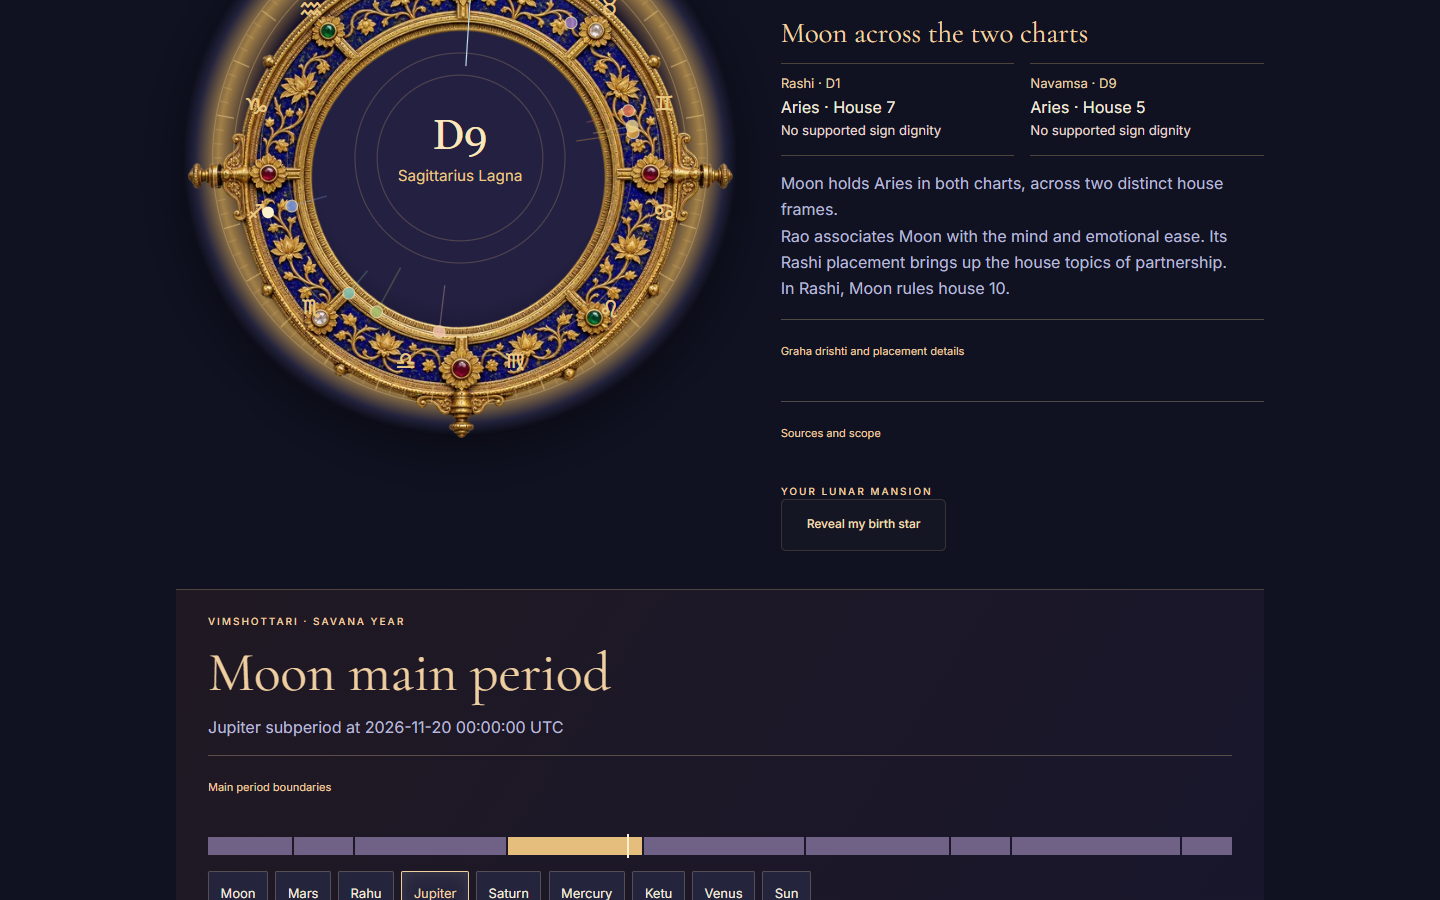 D9
Sagittarius Lagna
Moon across the two charts
Rashi · D1
Aries · House 7
No supported sign dignity
Navamsa · D9
Aries · House 5
No supported sign dignity
Moon holds Aries in both charts, across two distinct house
frames.
Rao associates Moon with the mind and emotional ease. Its
Rashi placement brings up the house topics of partnership.
In Rashi, Moon rules house 10.
Graha drishti and placement details
Sources and scope
YOUR LUNAR MANSION
Reveal my birth star
VIMSHOTTARI · SAVANA YEAR
Moon main period
Jupiter subperiod at 2026-11-20 00:00:00 UTC
Main period boundaries
Moon
Mars
Rahu
Jupiter
Saturn
Mercury
Ketu
Venus
Sun